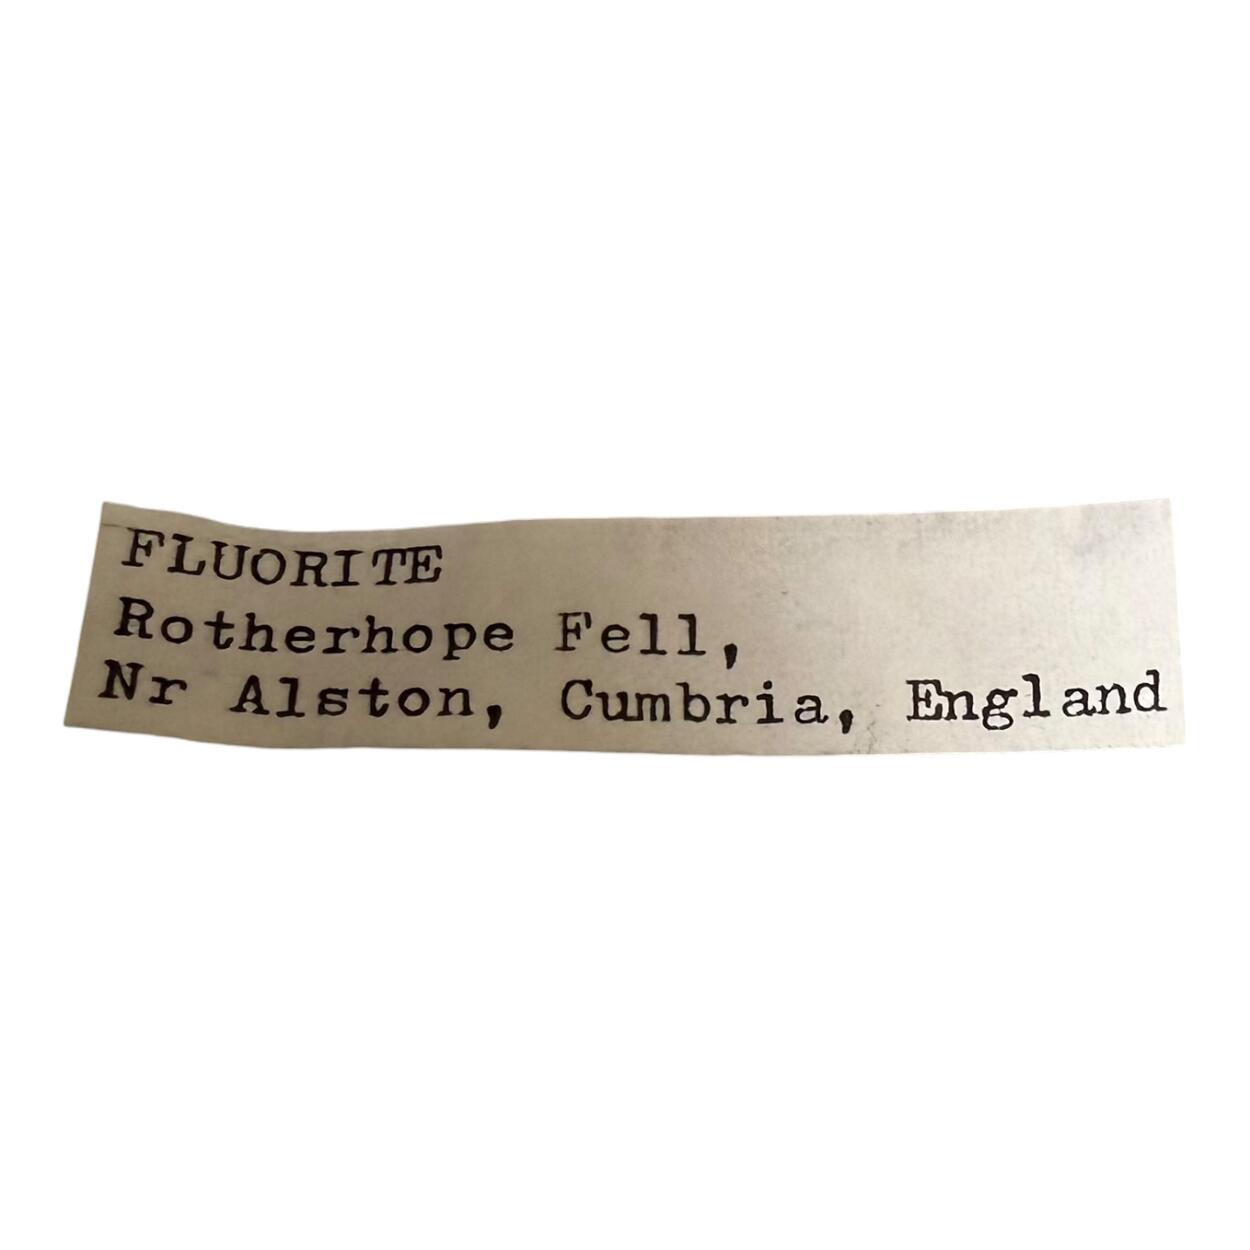 FLUORITE
Rotherhope Fell,
Nr Alston, Cumbria, England